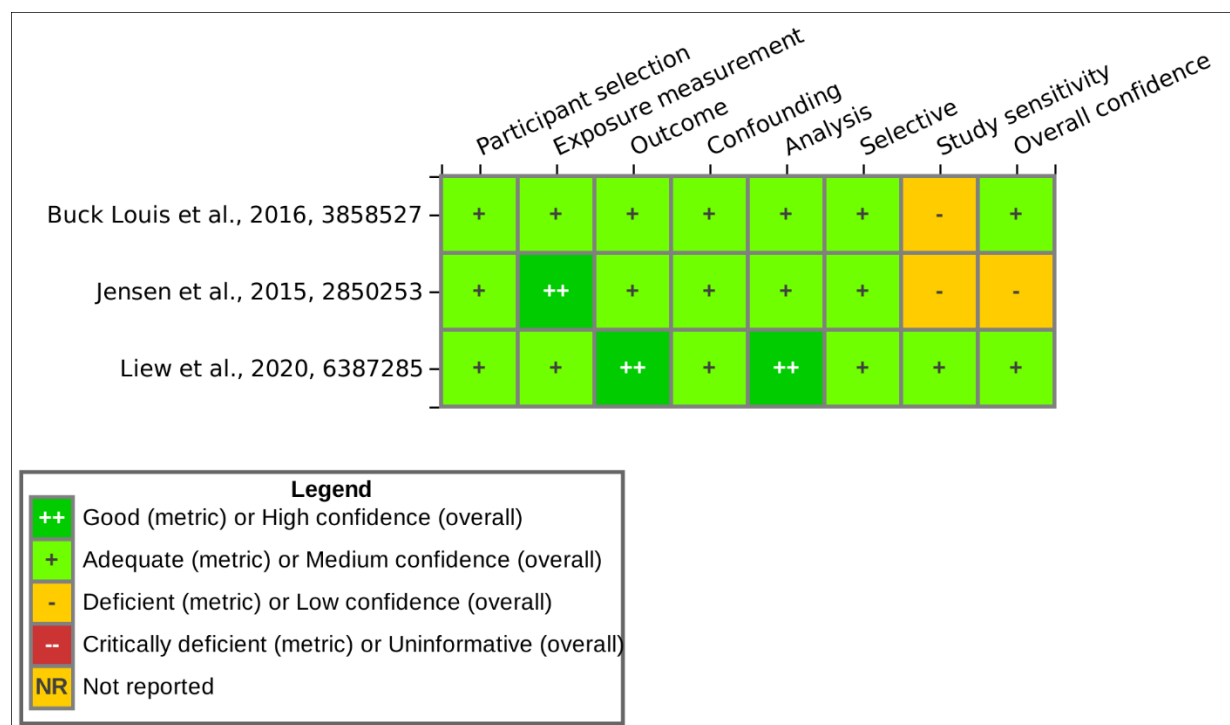 Participant selection
Exposure measurement
Outcome
Confounding
Analysis
Selective
Study sensitivity
Overall confidence
Buck Louis et al., 2016, 3858527 + + + + + + - +
Jensen et al., 2015, 2850253 + ++ + + + + - -
Liew et al., 2020, 6387285 + + ++ + ++ + + +
Legend
++ Good (metric) or High confidence (overall)
+ Adequate (metric) or Medium confidence (overall)
- Deficient (metric) or Low confidence (overall)
-- Critically deficient (metric) or Uninformative (overall)
NR Not reported